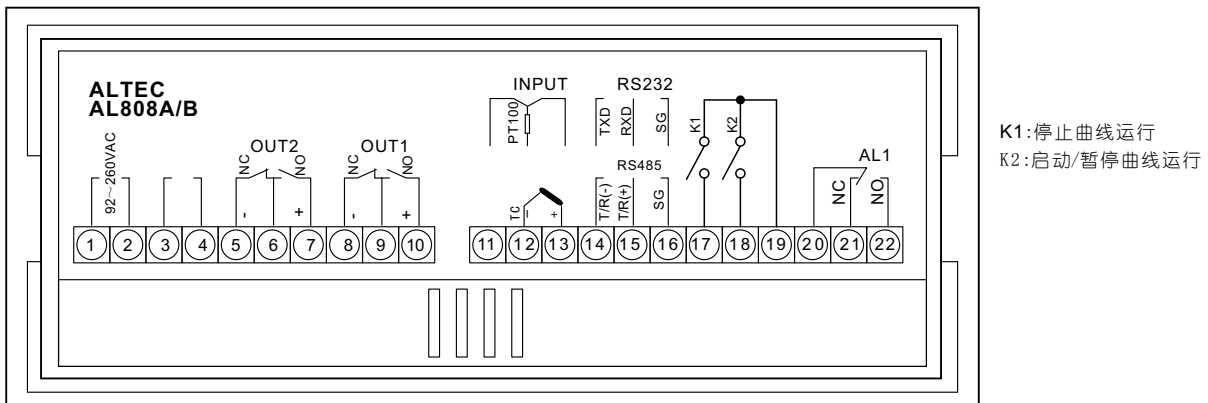 ALTEC
AL808A/B
92~260VAC
NC
OUT2
NO
- +
NC
OUT1
NO
- +
INPUT
PT100
TC
- +
RS232
TXD
RXD
SG
RS485
T/R(-)
T/R(+)
SG
K1
K2
AL1
NC
NO
1 2 3 4 5 6 7 8 9 10
11 12 13 14 15 16 17 18 19 20 21 22
K1:停止曲线运行
K2:启动/暂停曲线运行